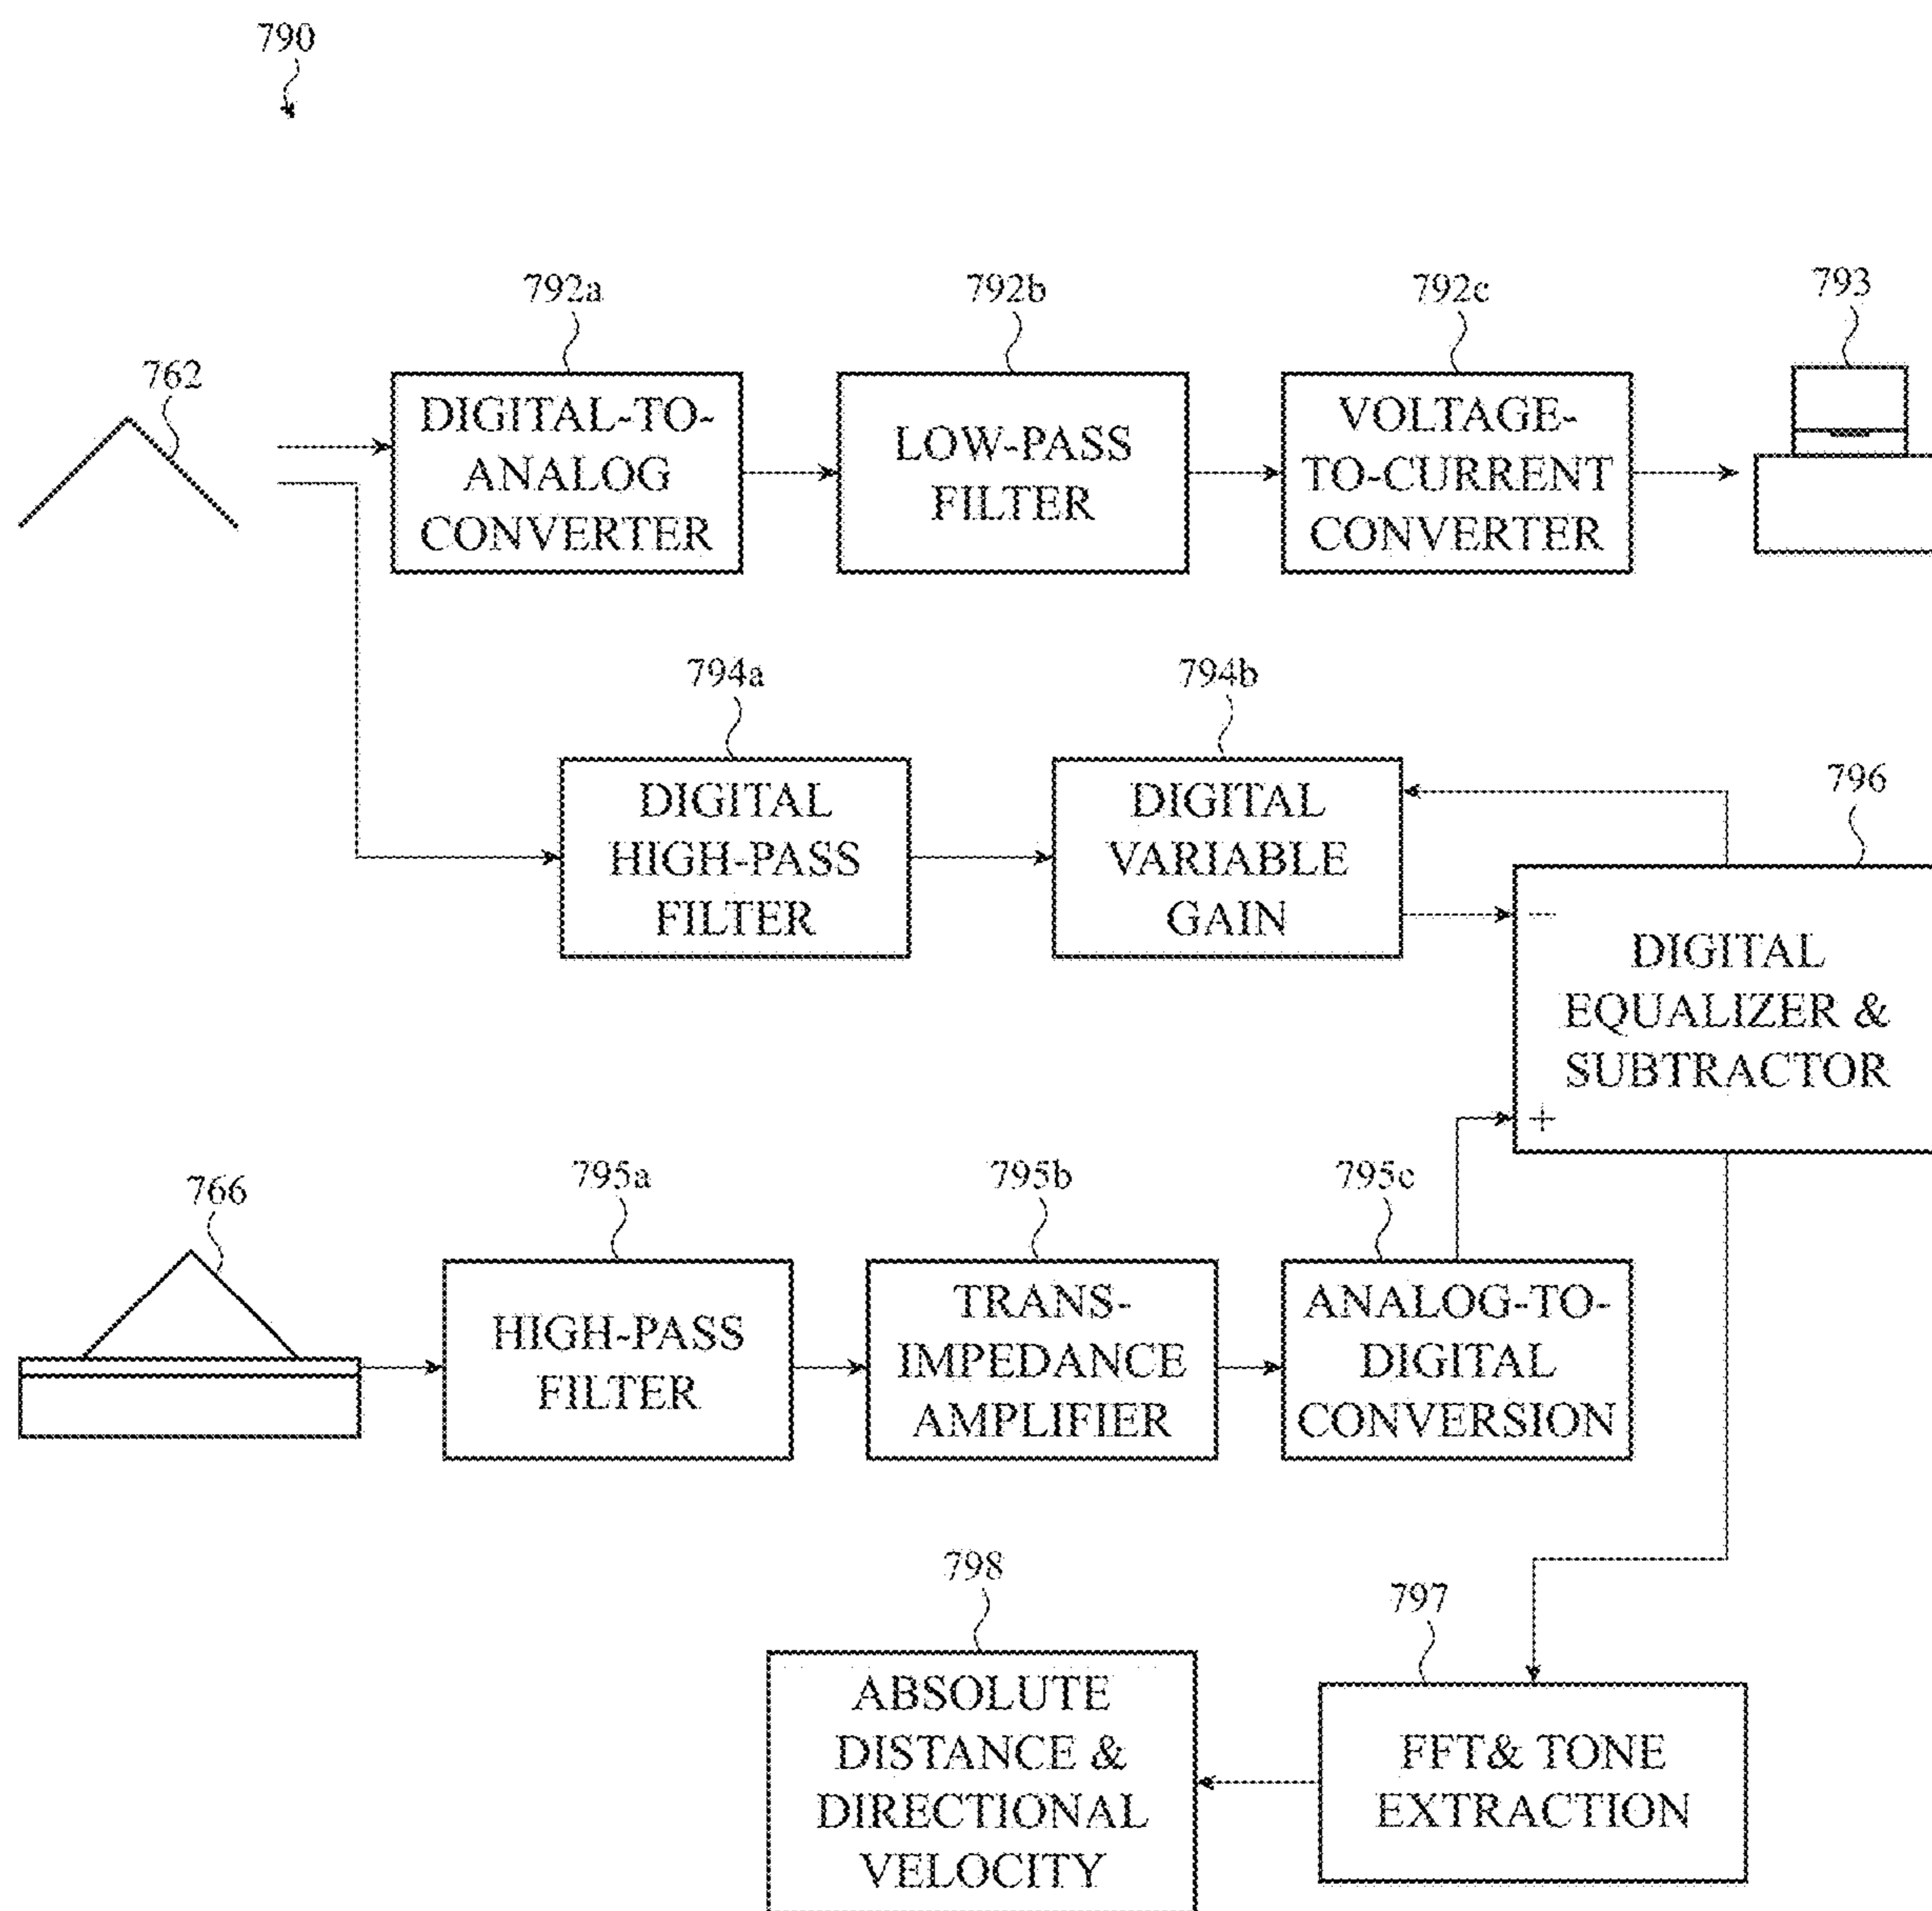 790
792a
792b
792c
793
762
DIGITAL-TO-
ANALOG
CONVERTER
LOW-PASS
FILTER
VOLTAGE-
TO-CURRENT
CONVERTER
794a
794b
796
DIGITAL
HIGH-PASS
FILTER
DIGITAL
VARIABLE
GAIN
−
DIGITAL
EQUALIZER &
SUBTRACTOR
+
766
795a
795b
795c
HIGH-PASS
FILTER
TRANS-
IMPEDANCE
AMPLIFIER
ANALOG-TO-
DIGITAL
CONVERSION
798
797
ABSOLUTE
DISTANCE &
DIRECTIONAL
VELOCITY
FFT& TONE
EXTRACTION